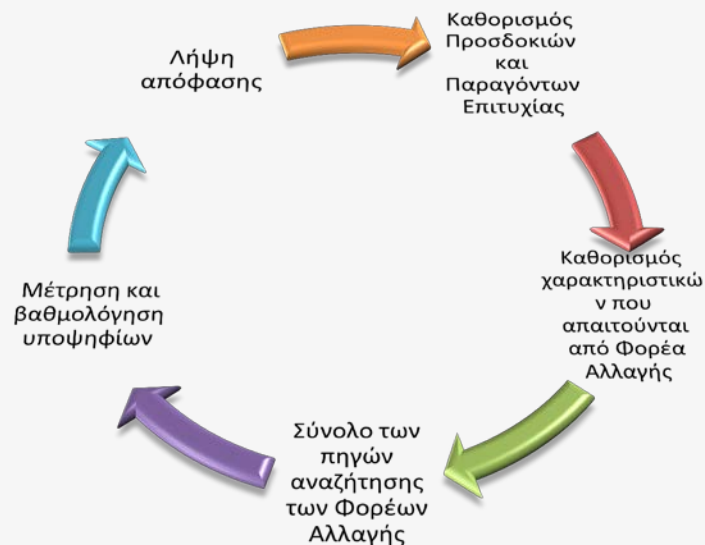 Λήψη
απόφασης
Καθορισμός
Προσδοκιών
και
Παραγόντων
Επιτυχίας
Καθορισμός
χαρακτηριστικώ
ν που
απαιτούνται
από Φορέα
Αλλαγής
Σύνολο των
πηγών
αναζήτησης
των Φορέων
Αλλαγής
Μέτρηση και
βαθμολόγηση
υποψηφίων